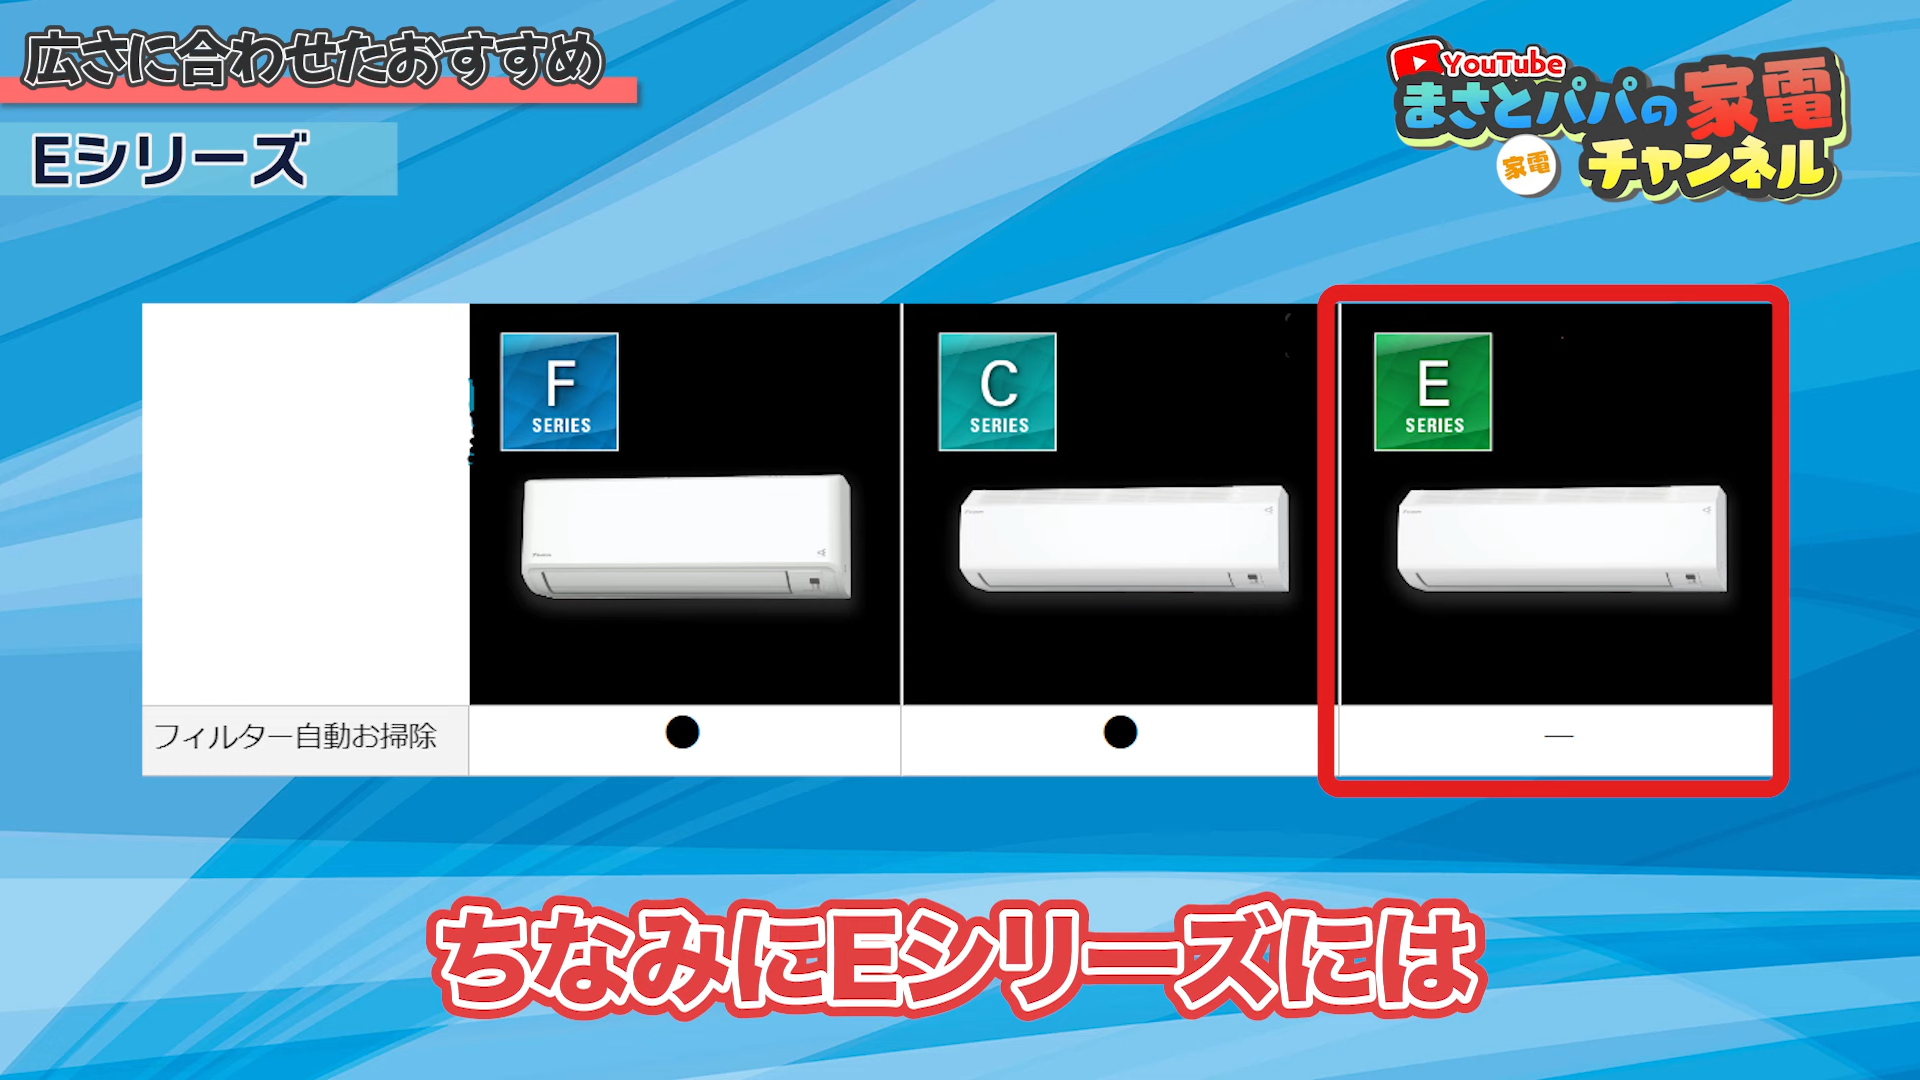 広さに合わせたおすすめ
Eシリーズ
YouTube
まさとパパの家電
家電
チャンネル
F
SERIES
C
SERIES
E
SERIES
フィルター自動お掃除
●
●
—
ちなみにEシリーズには